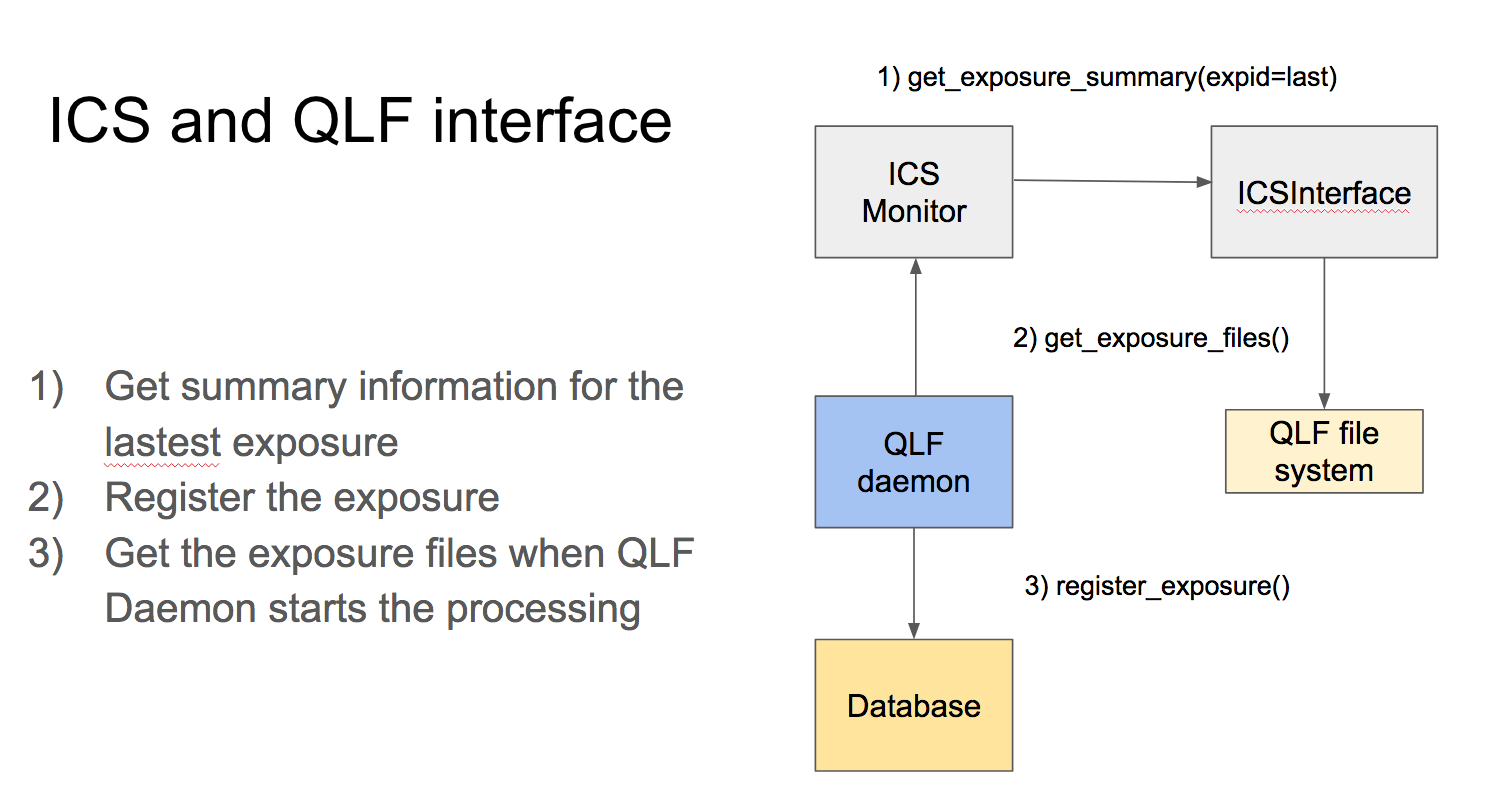 ICS and QLF interface
1) Get summary information for the
lastest exposure
2) Register the exposure
3) Get the exposure files when QLF
Daemon starts the processing
1) get_exposure_summary(expid=last)
ICS
Monitor
ICSInterface
2) get_exposure_files()
QLF
daemon
QLF file
system
3) register_exposure()
Database